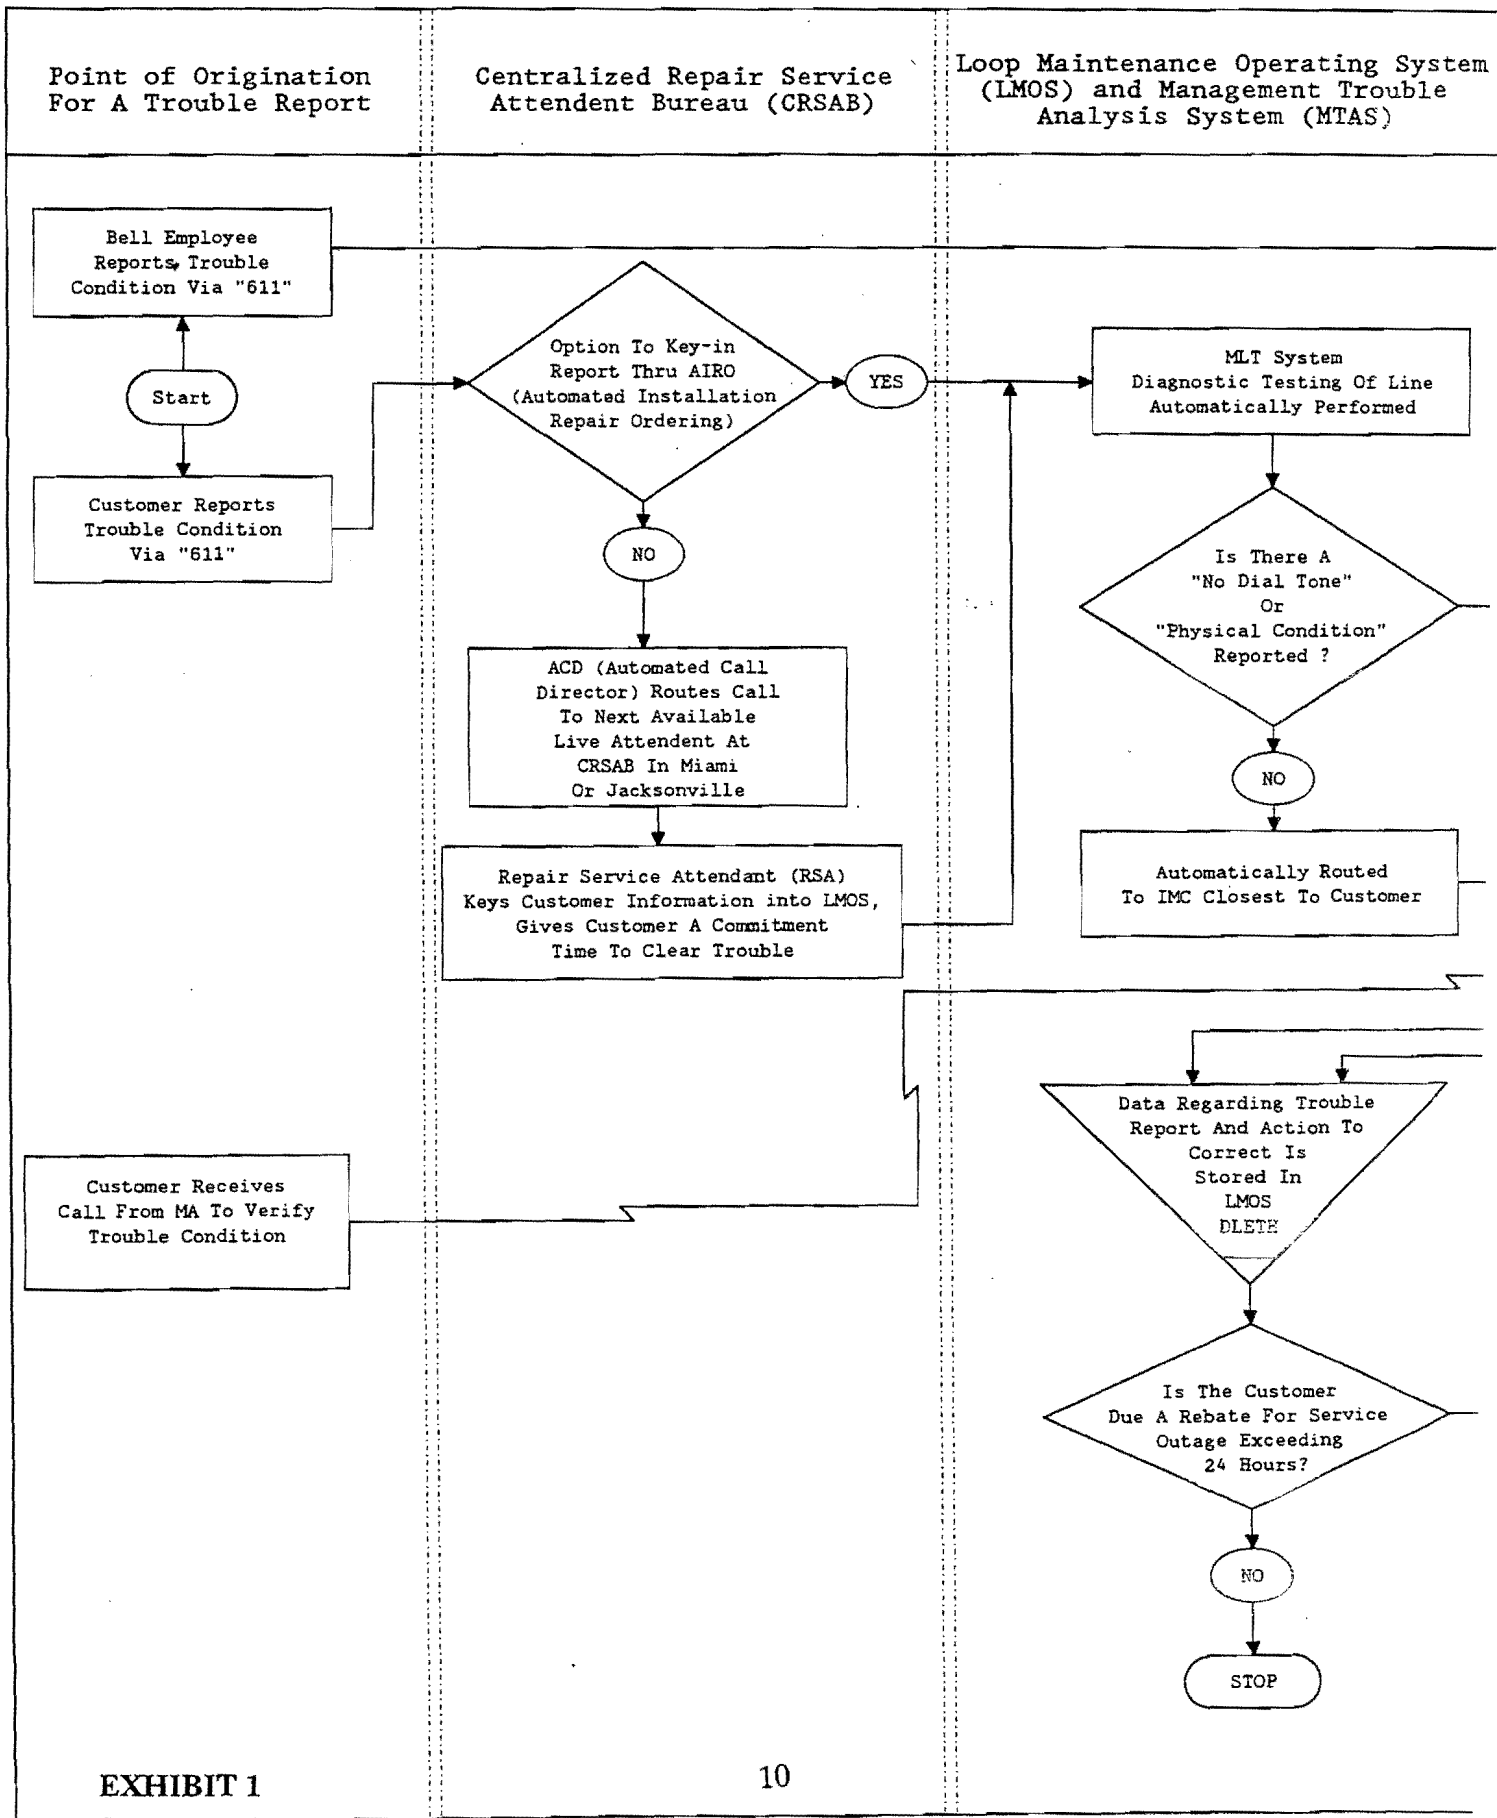 Point of Origination
For A Trouble Report
Centralized Repair Service
Attendent Bureau (CRSAB)
Loop Maintenance Operating System
(LMOS) and Management Trouble
Analysis System (MTAS)
Bell Employee
Reports Trouble
Condition Via "611"
Start
Customer Reports
Trouble Condition
Via "611"
Option To Key-in
Report Thru AIRO
(Automated Installation
Repair Ordering)
YES
NO
ACD (Automated Call
Director) Routes Call
To Next Available
Live Attendent At
CRSAB In Miami
Or Jacksonville
Repair Service Attendant (RSA)
Keys Customer Information into LMOS,
Gives Customer A Commitment
Time To Clear Trouble
MLT System
Diagnostic Testing Of Line
Automatically Performed
Is There A
"No Dial Tone"
Or
"Physical Condition"
Reported ?
NO
Automatically Routed
To IMC Closest To Customer
Customer Receives
Call From MA To Verify
Trouble Condition
Data Regarding Trouble
Report And Action To
Correct Is
Stored In
LMOS
DLETH
Is The Customer
Due A Rebate For Service
Outage Exceeding
24 Hours?
NO
STOP
EXHIBIT 1
10